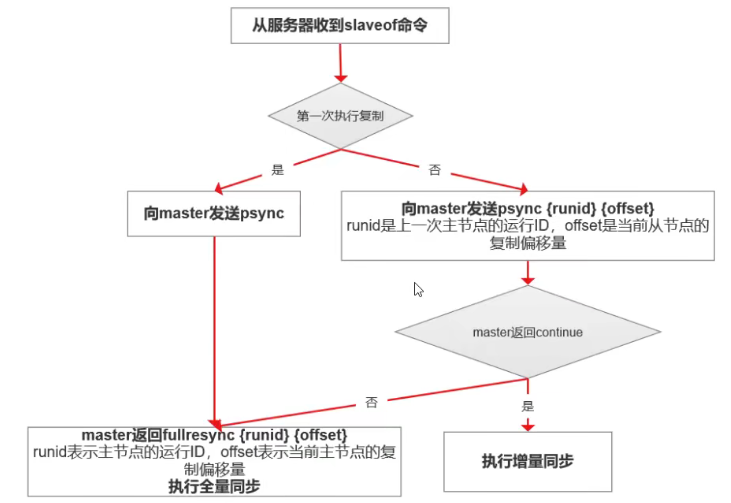 从服务器收到slaveof命令
第一次执行复制
是
否
向master发送psync
向master发送psync {runid} {offset}
runid是上一次主节点的运行ID，offset是当前从节点的
复制偏移量
master返回continue
否
是
master返回fullresync {runid} {offset}
runid表示主节点的运行ID，offset表示当前主节点的复
制偏移量
执行全量同步
执行增量同步